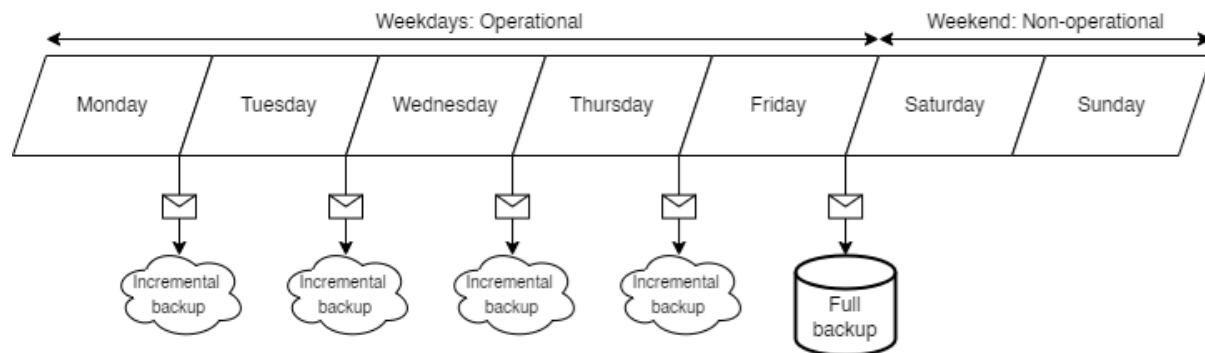 Weekdays: Operational
Weekend: Non-operational
Monday
Tuesday
Wednesday
Thursday
Friday
Saturday
Sunday
Incremental
backup
Incremental
backup
Incremental
backup
Incremental
backup
Full
backup